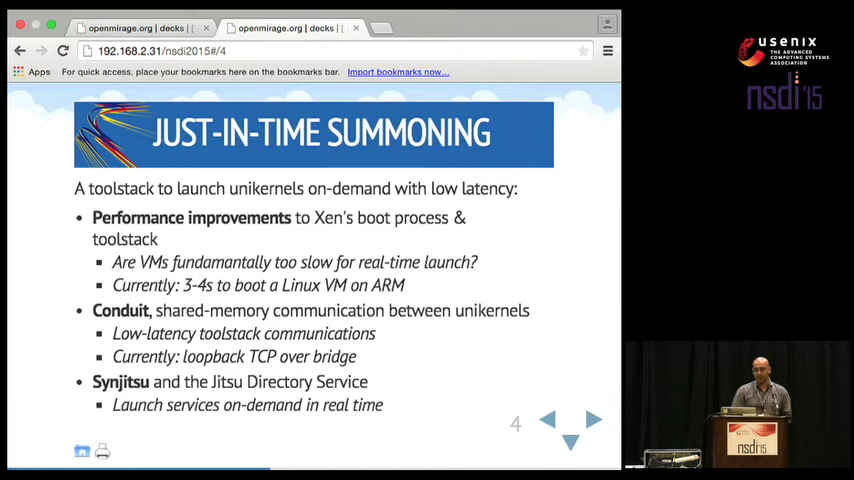 openmirage.org | decks | [
openmirage.org | decks | [
192.168.2.31/nsdi2015#/4
Apps
For quick access, place your bookmarks here on the bookmarks bar.
Import bookmarks now...
usenix
THE ADVANCED
COMPUTING SYSTEMS
ASSOCIATION
nsdi '15
JUST-IN-TIME SUMMONING
A toolstack to launch unikernels on-demand with low latency:
• Performance improvements to Xen's boot process &
toolstack
▪ Are VMs fundamantally too slow for real-time launch?
▪ Currently: 3-4s to boot a Linux VM on ARM
• Conduit, shared-memory communication between unikernels
▪ Low-latency toolstack communications
▪ Currently: loopback TCP over bridge
• Synjitsu and the Jitsu Directory Service
▪ Launch services on-demand in real time
4
nsdi '15